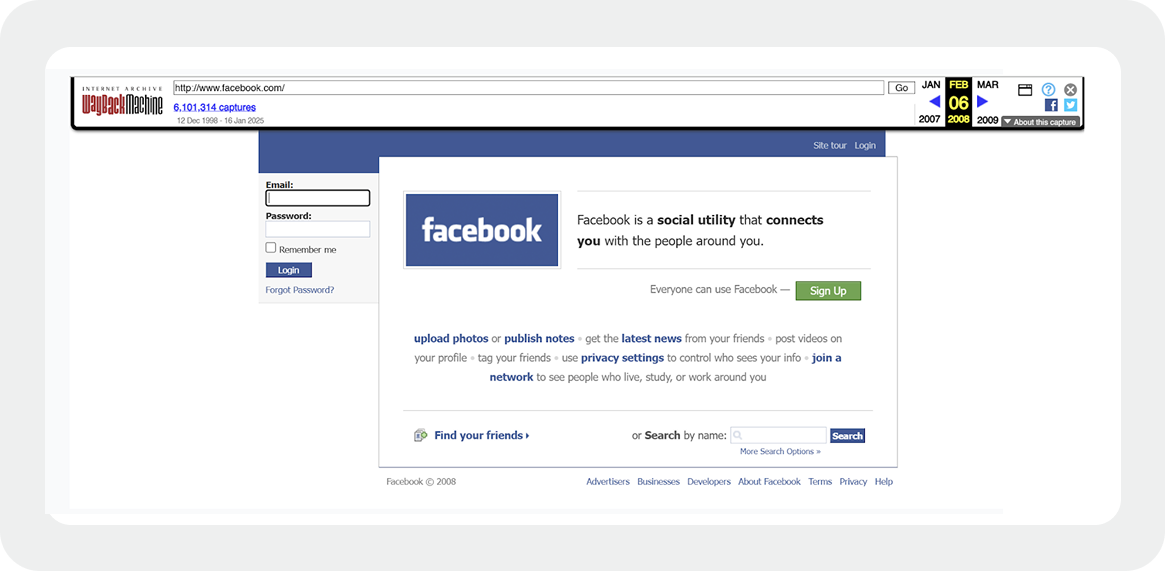 INTERNET ARCHIVE
WayBackMachine
http://www.facebook.com/
Go
6,101,314 captures
12 Dec 1998 - 16 Jan 2025
JAN FEB MAR
06
2007 2008 2009
About this capture
Site tour Login
Email:
Password:
Remember me
Login
Forgot Password?
facebook
Facebook is a social utility that connects
you with the people around you.
Everyone can use Facebook — Sign Up
upload photos or publish notes • get the latest news from your friends • post videos on
your profile • tag your friends • use privacy settings to control who sees your info • join a
network to see people who live, study, or work around you
Find your friends
or Search by name: Search
More Search Options »
Facebook © 2008
Advertisers Businesses Developers About Facebook Terms Privacy Help